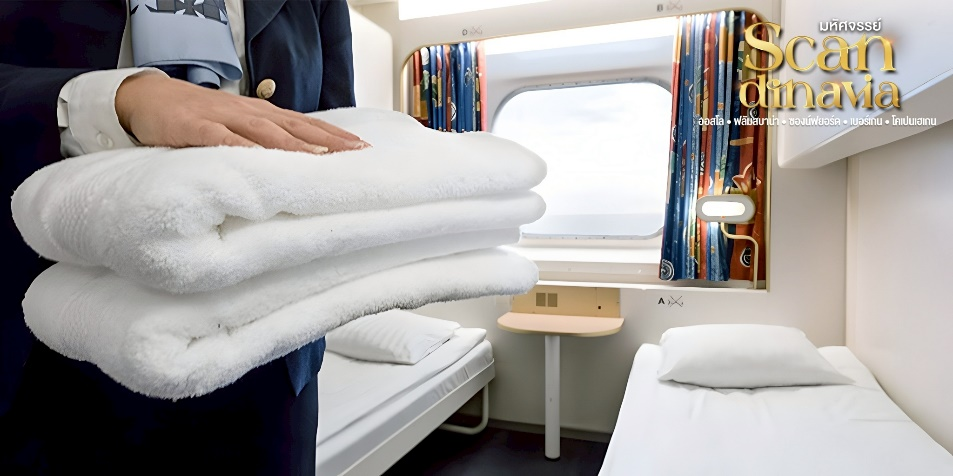 มหัศจรรย์
Scan
dinavia
ออสโล • ฟลัมสบาน่า • ซองน์ฟยอร์ด • เบอร์เกน • โคเปนเฮเกน
D
B
A